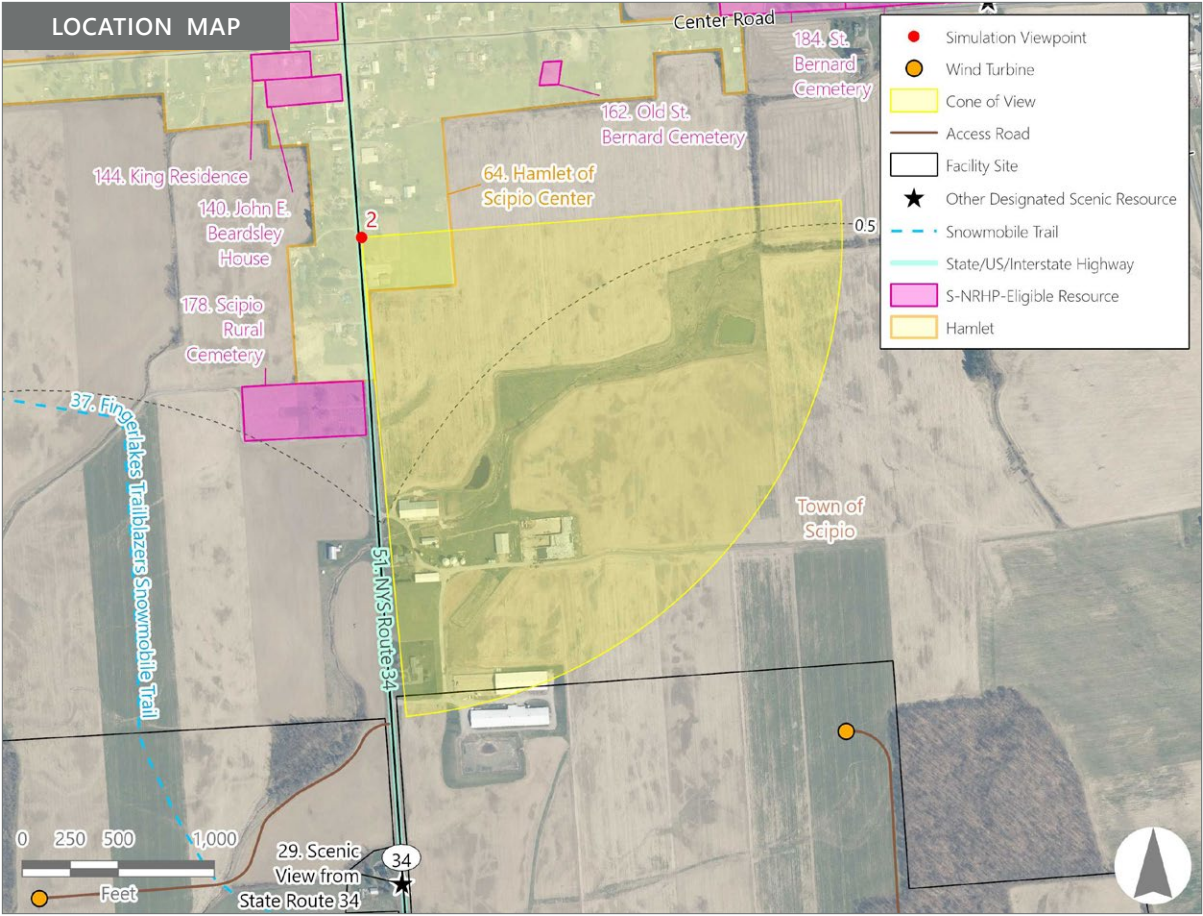 LOCATION MAP
Center Road
184. St.
Bernard
Cemetery
162. Old St.
Bernard Cemetery
144. King Residence
140. John E.
Beardsley
House
64. Hamlet of
Scipio Center
2
0.5
178. Scipio
Rural
Cemetery
37. Fingerlakes Trailblazers Snowmobile Trail
51. NYS Route 34
Town of
Scipio
29. Scenic
View from
State Route 34
34
0 250 500 1,000
Feet
Simulation Viewpoint
Wind Turbine
Cone of View
Access Road
Facility Site
Other Designated Scenic Resource
Snowmobile Trail
State/US/Interstate Highway
S-NRHP-Eligible Resource
Hamlet